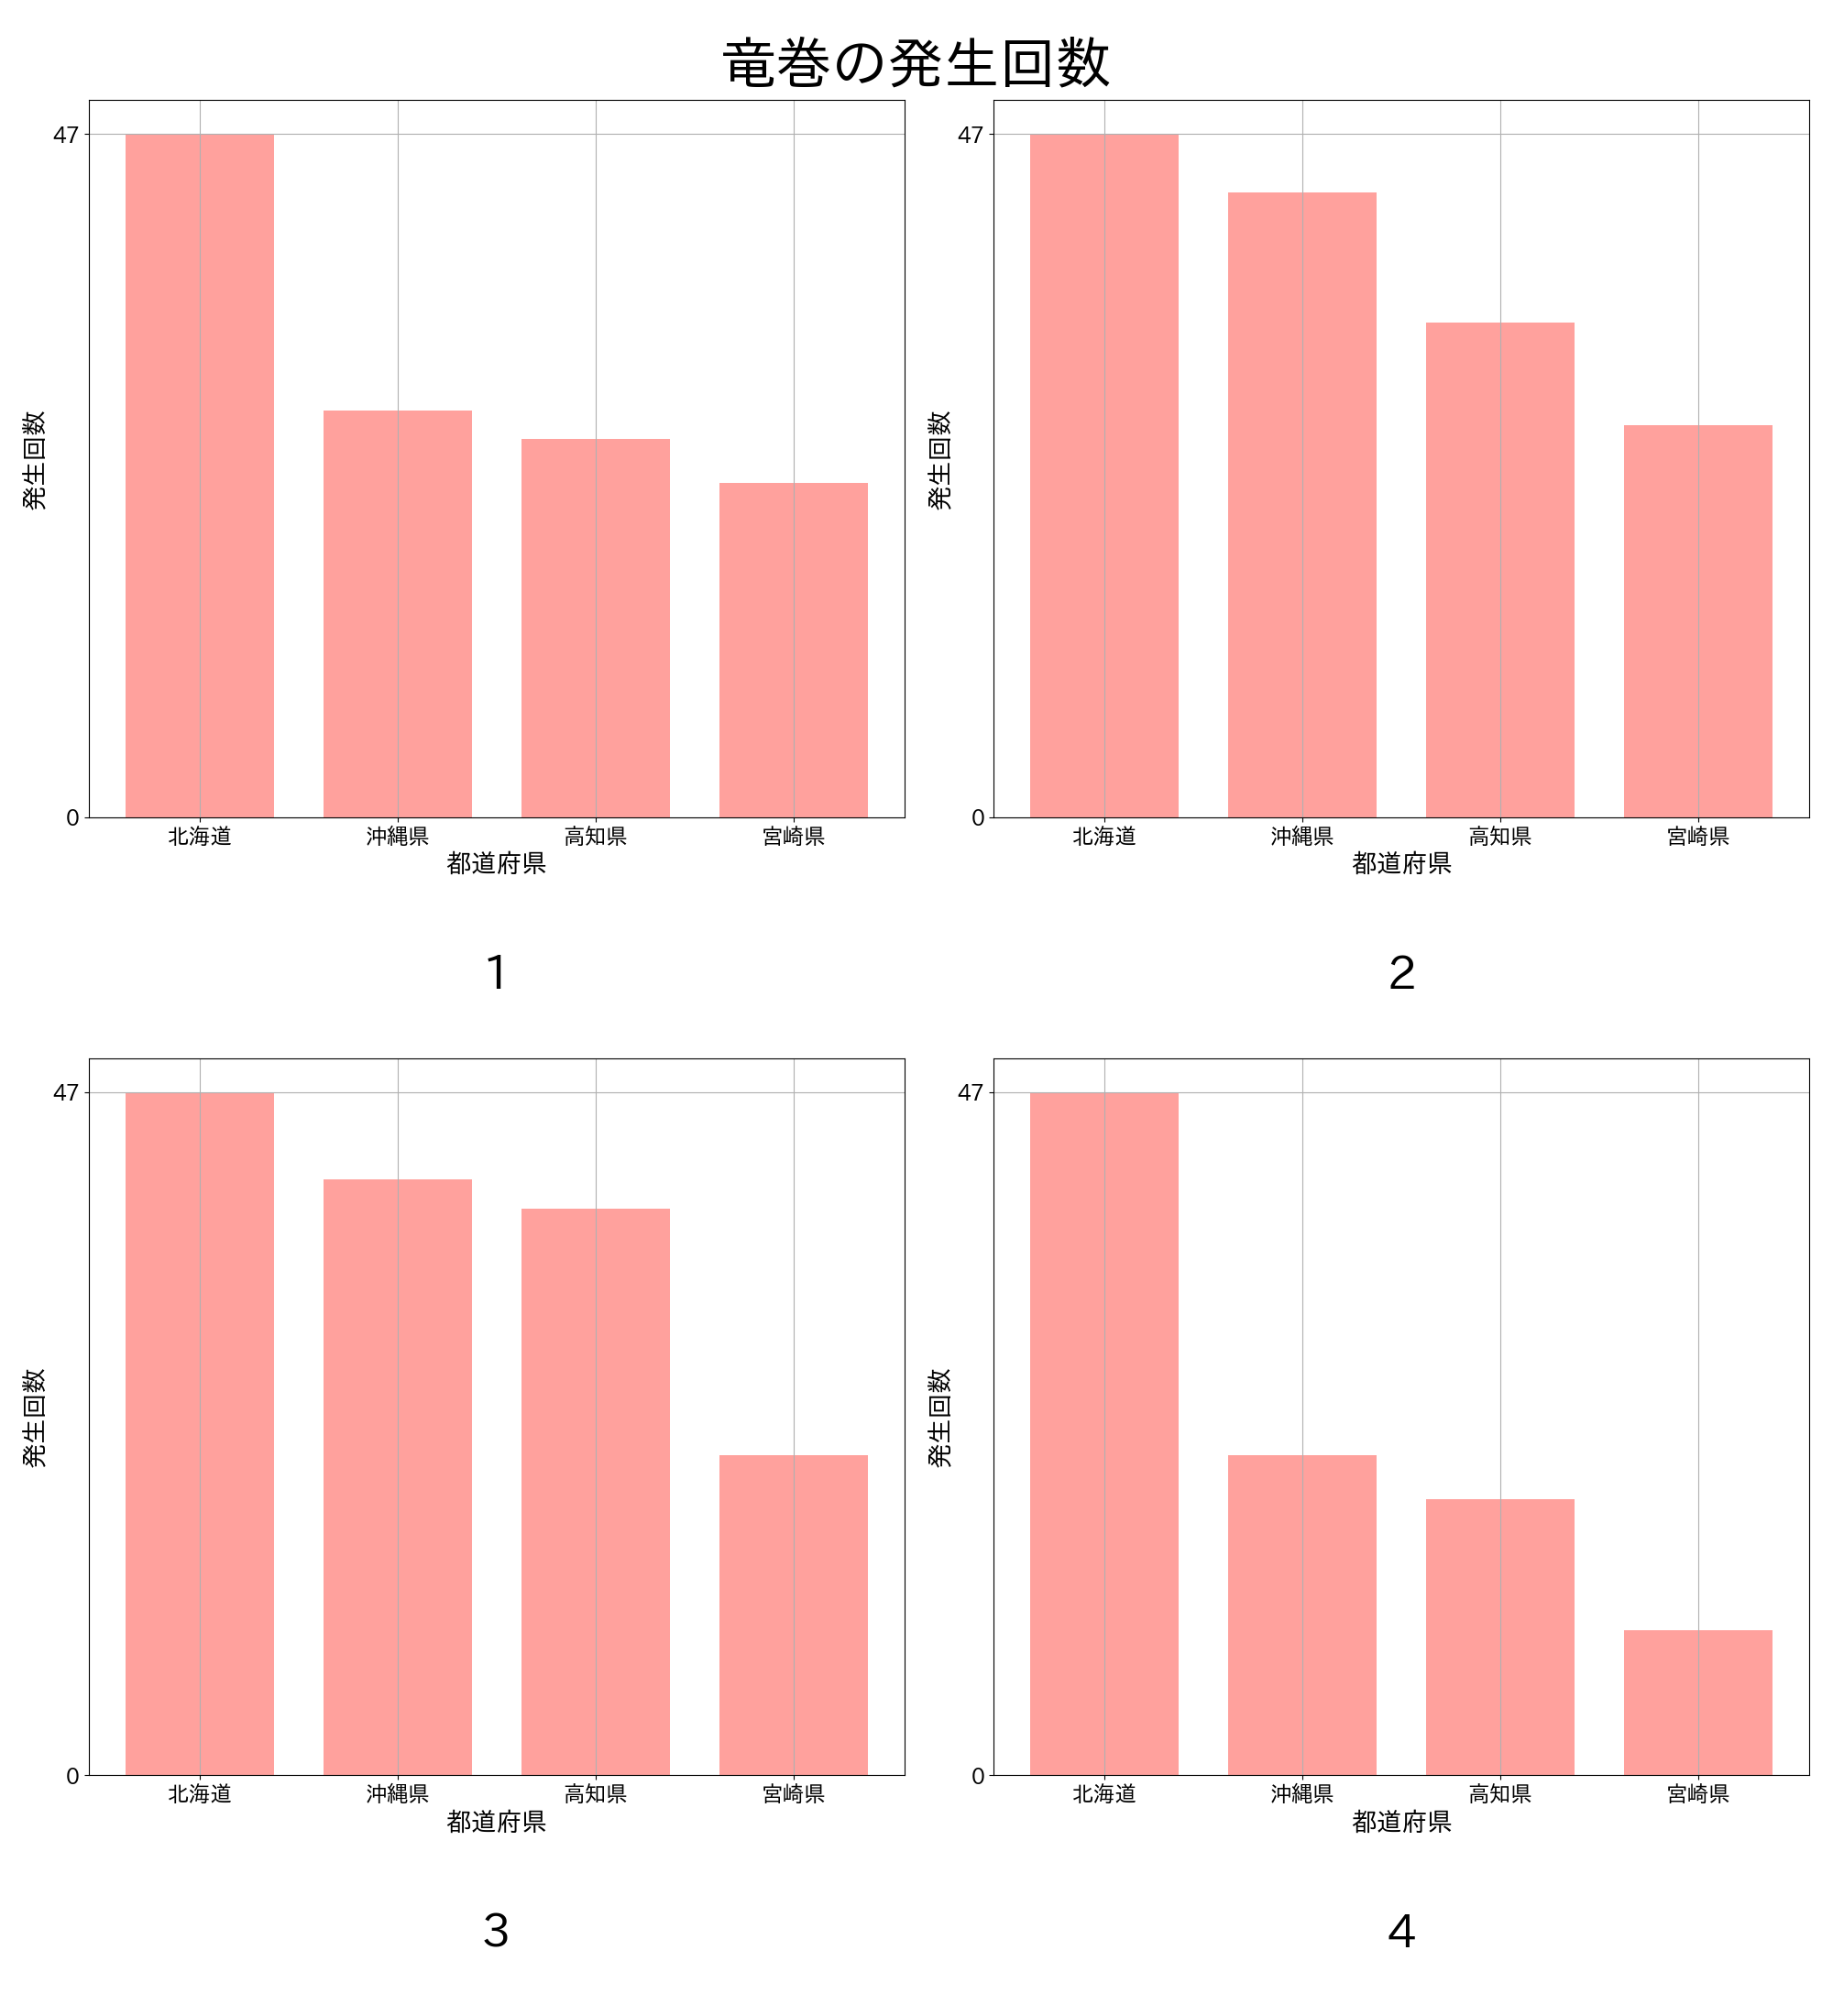 竜巻の発生回数
47
0
発生回数
北海道 沖縄県 高知県 宮崎県
都道府県
1
47
0
発生回数
北海道 沖縄県 高知県 宮崎県
都道府県
2
47
0
発生回数
北海道 沖縄県 高知県 宮崎県
都道府県
3
47
0
発生回数
北海道 沖縄県 高知県 宮崎県
都道府県
4